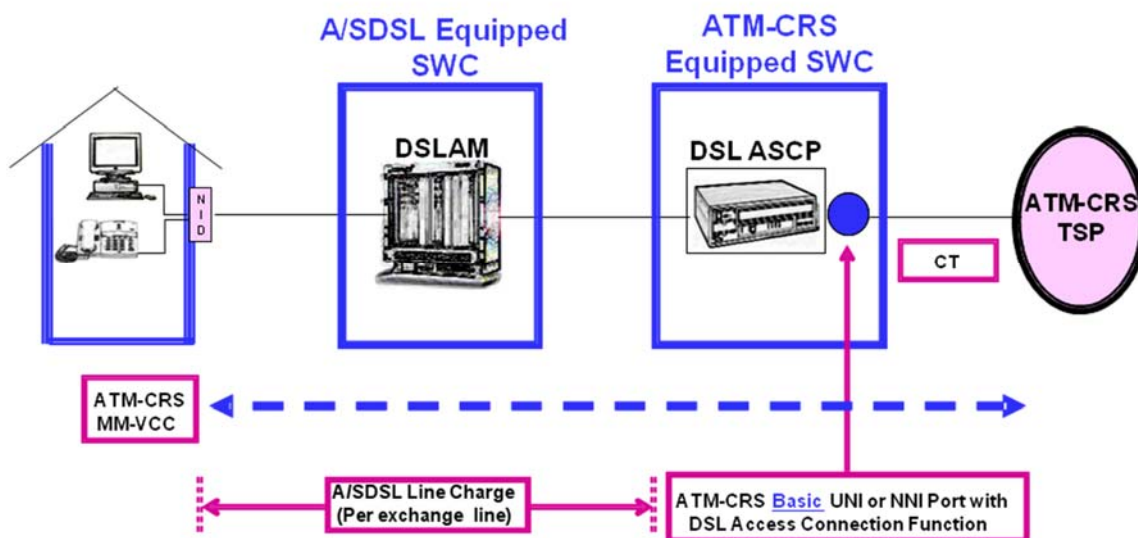 A/SDSL Equipped
SWC
ATM-CRS
Equipped SWC
DSLAM
DSL ASCP
N
I
D
ATM-CRS
TSP
CT
ATM-CRS
MM-VCC
A/SDSL Line Charge
(Per exchange line)
ATM-CRS Basic UNI or NNI Port with
DSL Access Connection Function